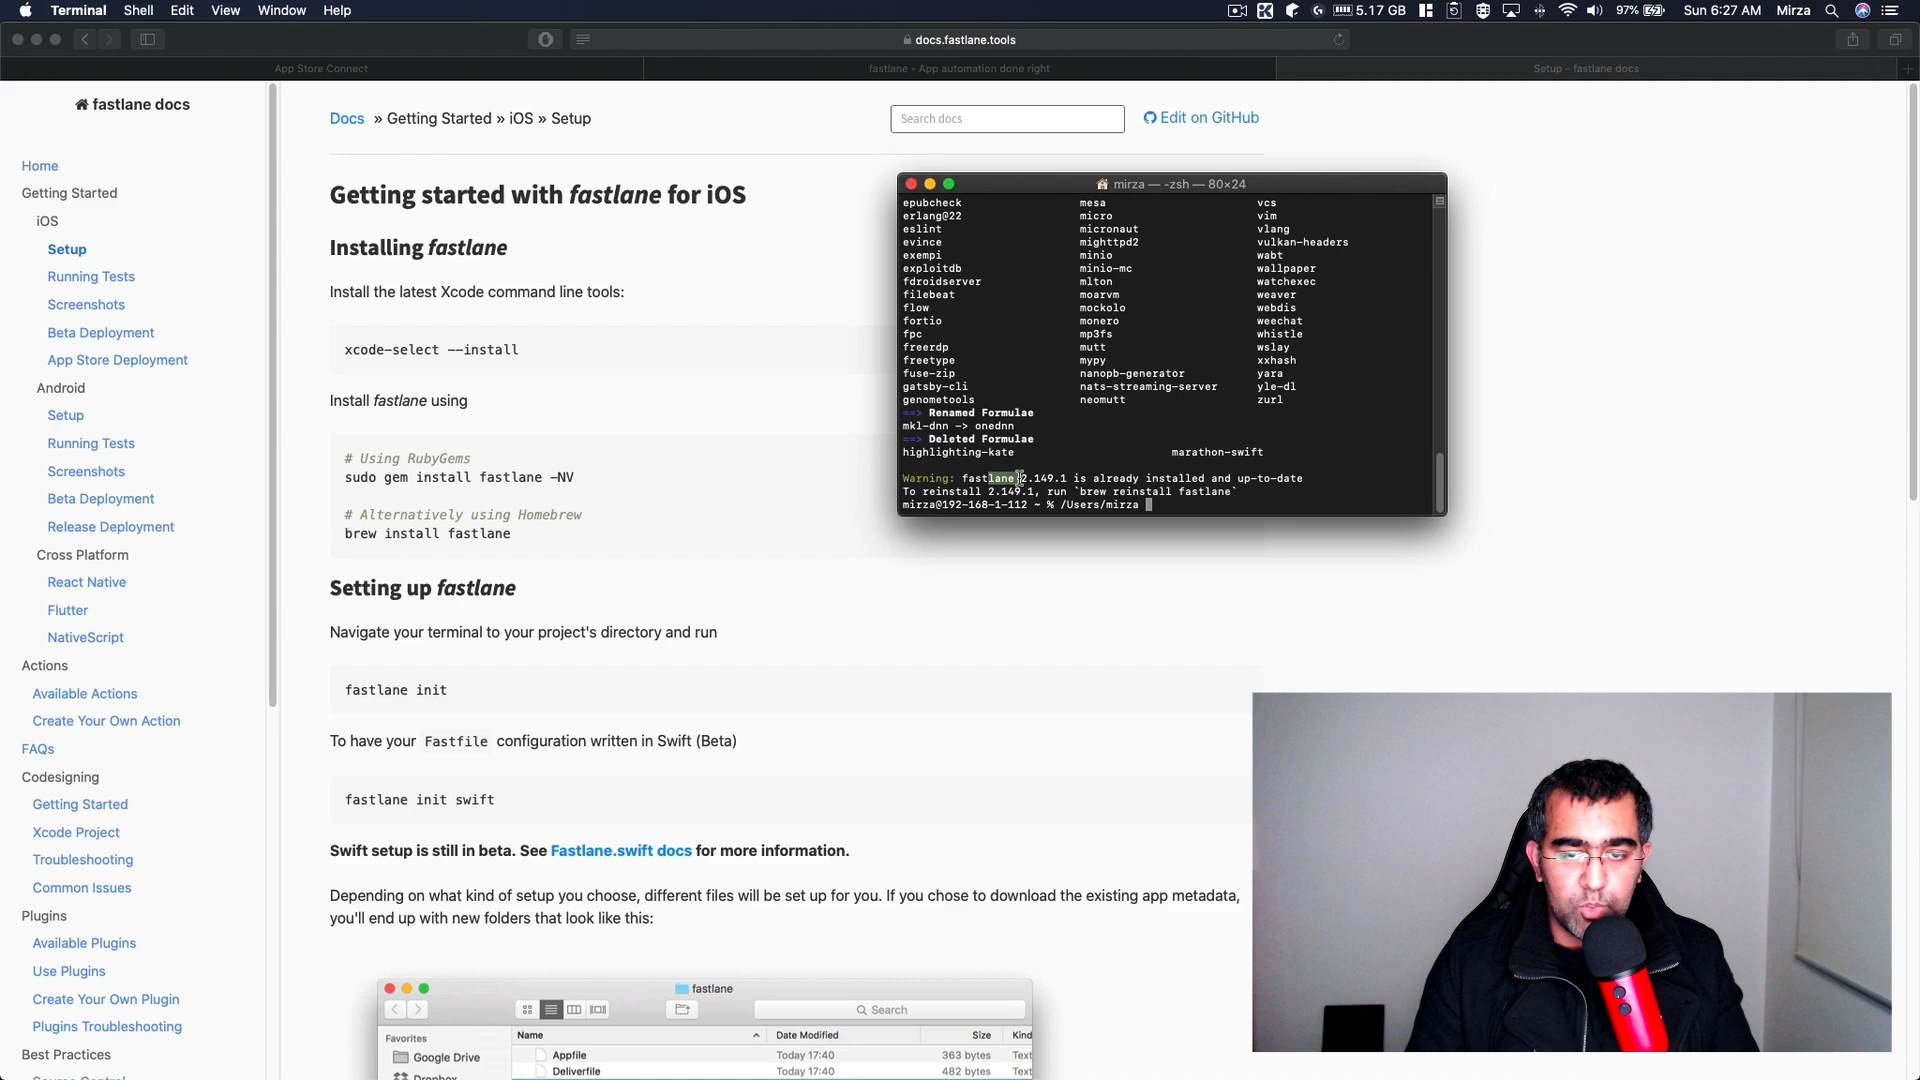 Terminal Shell Edit View Window Help 5.17 GB 97% Sun 6:27 AM Mirza
docs.fastlane.tools
App Store Connect
fastlane - App automation done right
Setup - fastlane docs
fastlane docs
Home
Getting Started
iOS
Setup
Running Tests
Screenshots
Beta Deployment
App Store Deployment
Android
Setup
Running Tests
Screenshots
Beta Deployment
Release Deployment
Cross Platform
React Native
Flutter
NativeScript
Actions
Available Actions
Create Your Own Action
FAQs
Codesigning
Getting Started
Xcode Project
Troubleshooting
Common Issues
Plugins
Available Plugins
Use Plugins
Create Your Own Plugin
Plugins Troubleshooting
Best Practices
Docs » Getting Started » iOS » Setup
Search docs
Edit on GitHub
Getting started with fastlane for iOS
Installing fastlane
Install the latest Xcode command line tools:
xcode-select --install
Install fastlane using
# Using RubyGems
sudo gem install fastlane -NV
# Alternatively using Homebrew
brew install fastlane
Setting up fastlane
Navigate your terminal to your project's directory and run
fastlane init
To have your Fastfile configuration written in Swift (Beta)
fastlane init swift
Swift setup is still in beta. See Fastlane.swift docs for more information.
Depending on what kind of setup you choose, different files will be set up for you. If you chose to download the existing app metadata,
you'll end up with new folders that look like this:
fastlane
Search
Favorites
Google Drive
Dropbox
Name Date Modified Size Kind
Appfile Today 17:40 363 bytes Text
Deliverfile Today 17:40 482 bytes Text
mirza — -zsh — 80×24
epubcheck mesa vcs
erlang@22 micro vim
eslint micronaut vlang
evince mighttpd2 vulkan-headers
exempi minio wabt
exploitdb minio-mc wallpaper
fdroidserver mlton watchexec
filebeat moarvm weaver
flow mockolo webdis
fortio monero weechat
fpc mp3fs whistle
freerdp mutt wslay
freetype mypy xxhash
fuse-zip nanopb-generator yara
gatsby-cli nats-streaming-server yle-dl
genometools neomutt zurl
==> Renamed Formulae
mkl-dnn -> onednn
==> Deleted Formulae
highlighting-kate marathon-swift
Warning: fastlane 2.149.1 is already installed and up-to-date
To reinstall 2.149.1, run `brew reinstall fastlane`
mirza@192-168-1-112 ~ % /Users/mirza